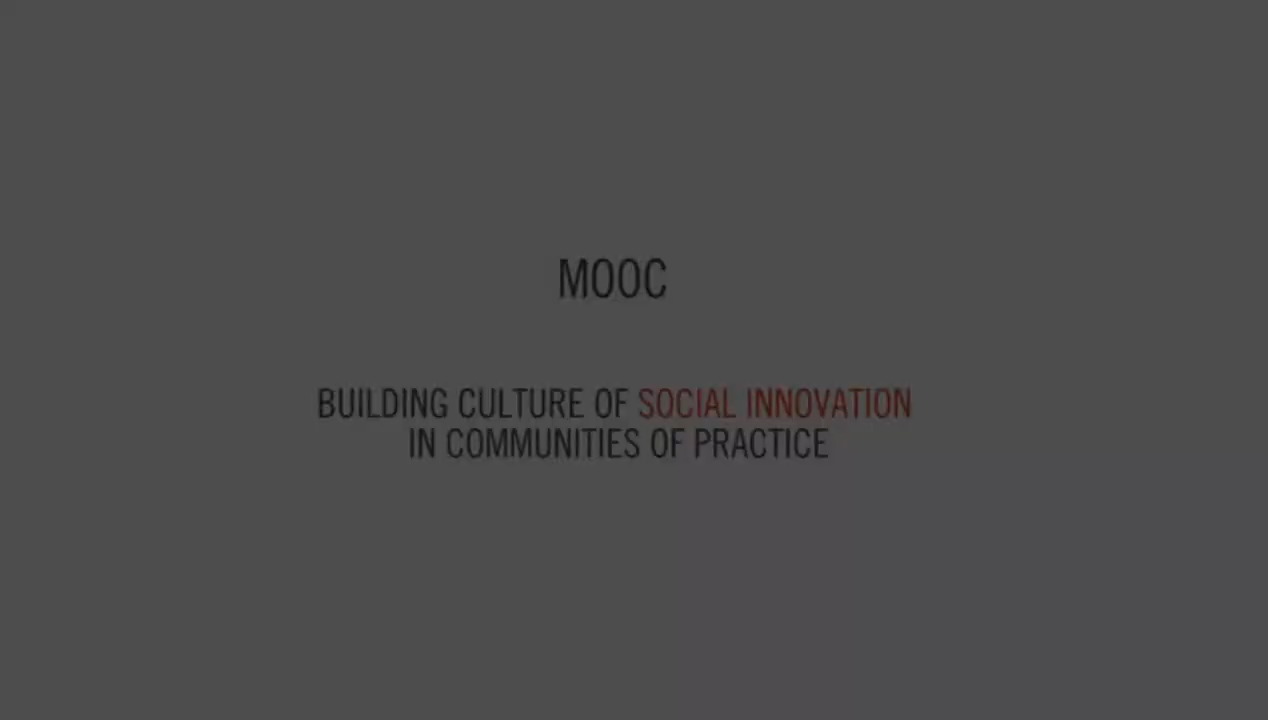 MOOC
BUILDING CULTURE OF SOCIAL INNOVATION
IN COMMUNITIES OF PRACTICE